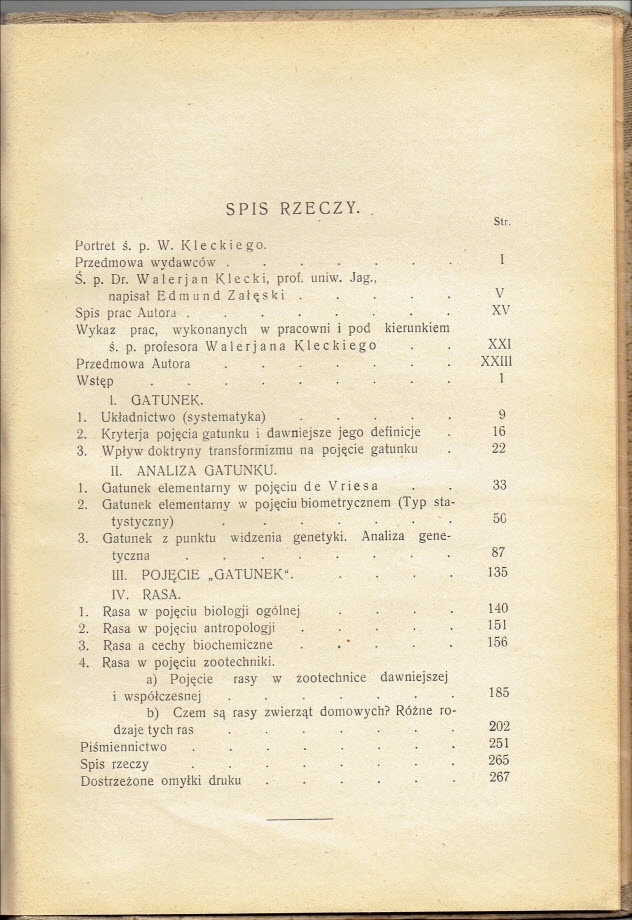 SPIS RZECZY.
Str.
Portret ś. p. W. Kleckiego.
Przedmowa wydawców . . . . . . . I
Ś. p. Dr. Walerjan Klecki, prof. uniw. Jag.,
napisał Edmund Załęski . . . . . V
Spis prac Autora . . . . . . . . XV
Wykaz prac, wykonanych w pracowni i pod kierunkiem
ś. p. profesora Walerjana Kleckiego . . XXI
Przedmowa Autora . . . . . . . XXIII
Wstęp . . . . . . . . . 1
I. GATUNEK.
1. Układnictwo (systematyka) . . . . . 9
2. Kryterja pojęcia gatunku i dawniejsze jego definicje . 16
3. Wpływ doktryny transformizmu na pojęcie gatunku . 22
II. ANALIZA GATUNKU.
1. Gatunek elementarny w pojęciu de Vriesa . . 33
2. Gatunek elementarny w pojęciu biometrycznem (Typ sta-
tystyczny) . . . . . . . 50
3. Gatunek z punktu widzenia genetyki. Analiza gene-
tyczna . . . . . . . . 87
III. POJĘCIE „GATUNEK“. . . . . 135
IV. RASA.
1. Rasa w pojęciu biologji ogólnej . . . . 140
2. Rasa w pojęciu antropologji . . . . . 151
3. Rasa a cechy biochemiczne . . . . . 156
4. Rasa w pojęciu zootechniki.
a) Pojęcie rasy w zootechnice dawniejszej
i współczesnej . . . . . . . 185
b) Czem są rasy zwierząt domowych? Różne ro-
dzaje tych ras . . . . . . . 202
Piśmiennictwo . . . . . . . . 251
Spis rzeczy . . . . . . . . 265
Dostrzeżone omyłki druku . . . . . . 267